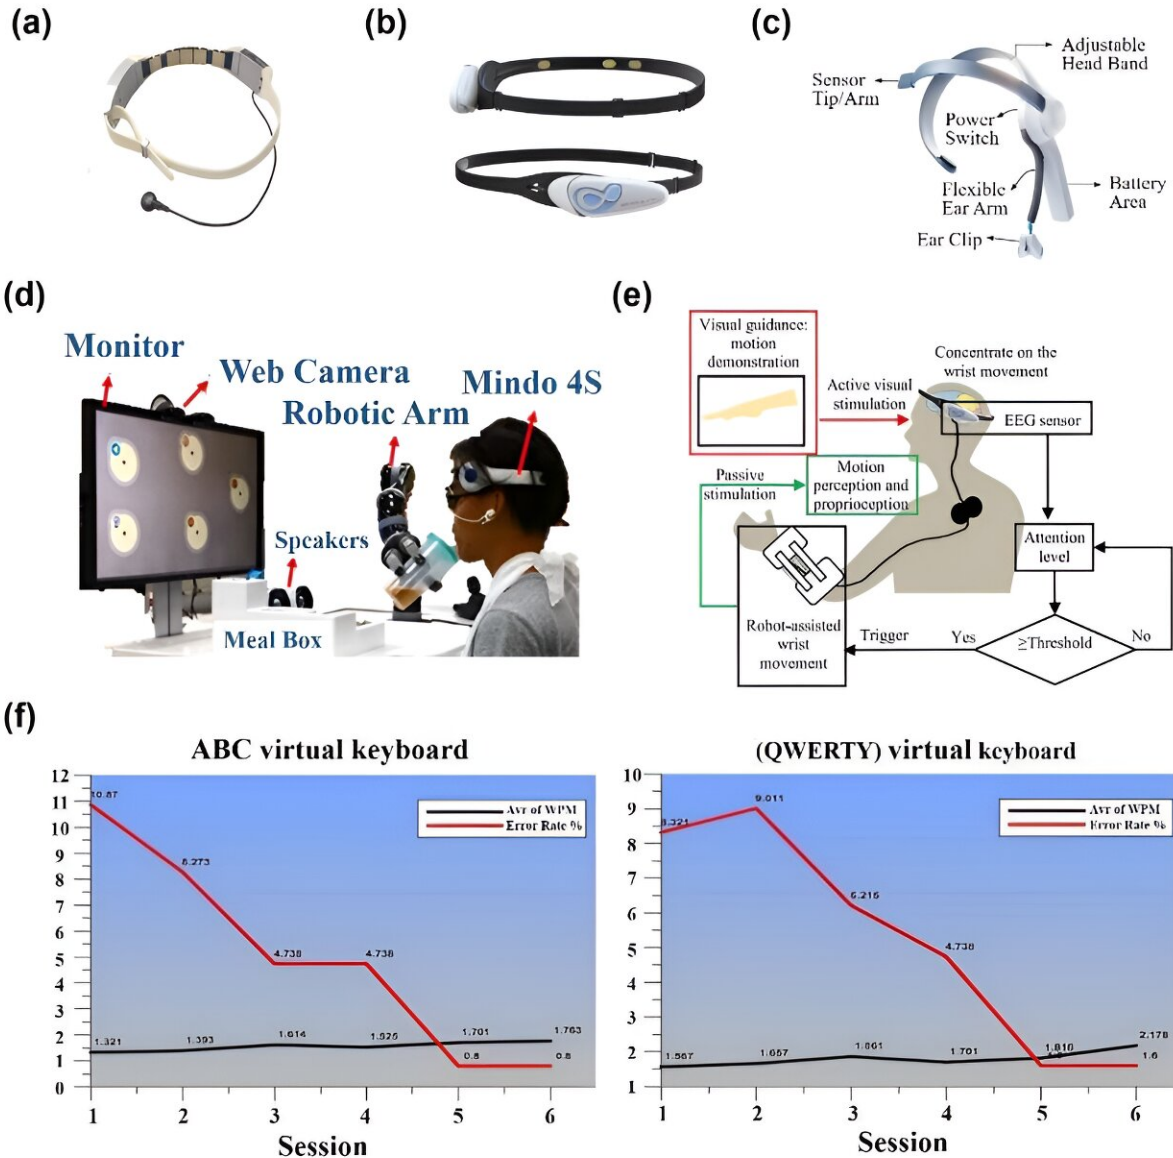 (a)
(b)
(c)
Sensor
Tip/Arm
Adjustable
Head Band
Power
Switch
Flexible
Ear Arm
Battery
Area
Ear Clip
(d)
Monitor
Web Camera
Robotic Arm
Mindo 4S
Speakers
Meal Box
(e)
Visual guidance:
motion
demonstration
Active visual
stimulation
Concentrate on the
wrist movement
EEG sensor
Passive
stimulation
Motion
perception and
proprioception
Attention
level
Robot-assisted
wrist
movement
Trigger
Yes
≥Threshold
No
(f)
ABC virtual keyboard
12
11
10
9
8
7
6
5
4
3
2
1
0
10.87
8.273
4.738
4.738
0.8
0.8
1.321
1.393
1.614
1.525
1.701
1.763
Avr of WPM
Error Rate %
1 2 3 4 5 6
Session
(QWERTY) virtual keyboard
10
9
8
7
6
5
4
3
2
1
8.321
9.011
6.216
4.738
1.6
1.567
1.657
1.861
1.701
1.816
2.178
Avr of WPM
Error Rate %
1 2 3 4 5 6
Session